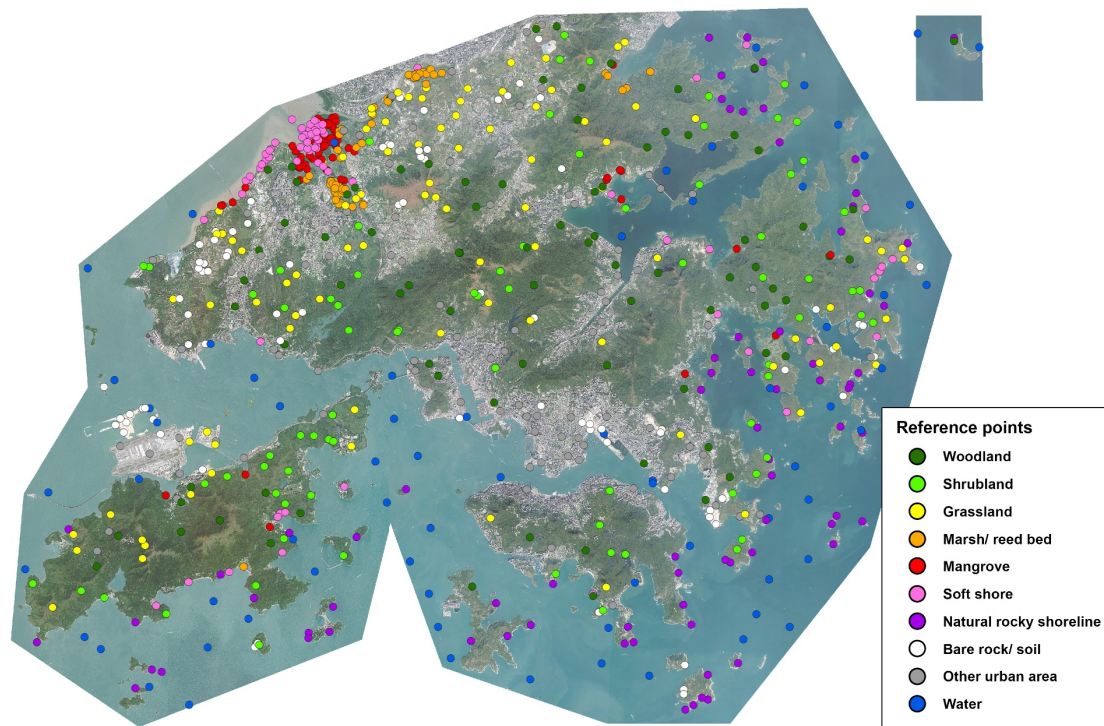 Reference points
Woodland
Shrubland
Grassland
Marsh/ reed bed
Mangrove
Soft shore
Natural rocky shoreline
Bare rock/ soil
Other urban area
Water